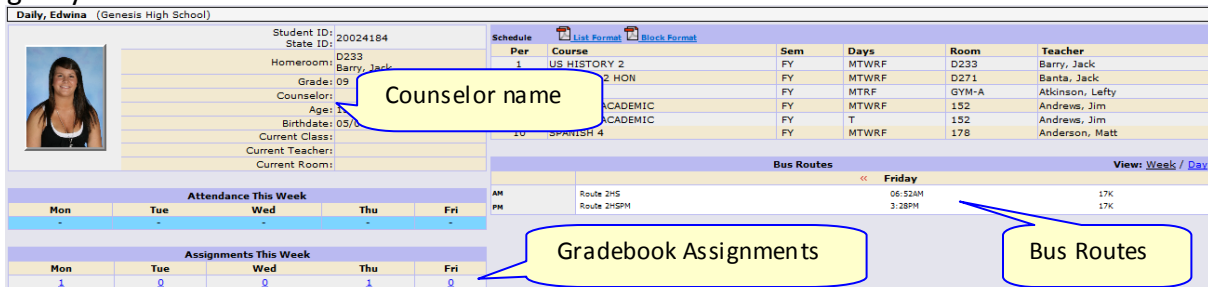 Daily, Edwina (Genesis High School)
Student ID: 20024184
State ID:
Homeroom: D233
Barry, Jack
Grade: 09
Counselor:
Age:
Birthdate: 05/0
Current Class:
Current Teacher:
Current Room:
Counselor name
Attendance This Week
Mon Tue Wed Thu Fri
- - - - -
Assignments This Week
Mon Tue Wed Thu Fri
1 0 0 1 0
Gradebook Assignments
Schedule List Format Block Format
Per Course Sem Days Room Teacher
1 US HISTORY 2 FY MTWRF D233 Barry, Jack
2 HON FY MTWRF D271 Banta, Jack
FY MTRF GYM-A Atkinson, Lefty
ACADEMIC FY MTWRF 152 Andrews, Jim
ACADEMIC FY T 152 Andrews, Jim
10 SPANISH 4 FY MTWRF 178 Anderson, Matt
Bus Routes View: Week / Day
« Friday
AM Route 2HS 06:52AM 17K
PM Route 2HSPM 3:28PM 17K
Bus Routes